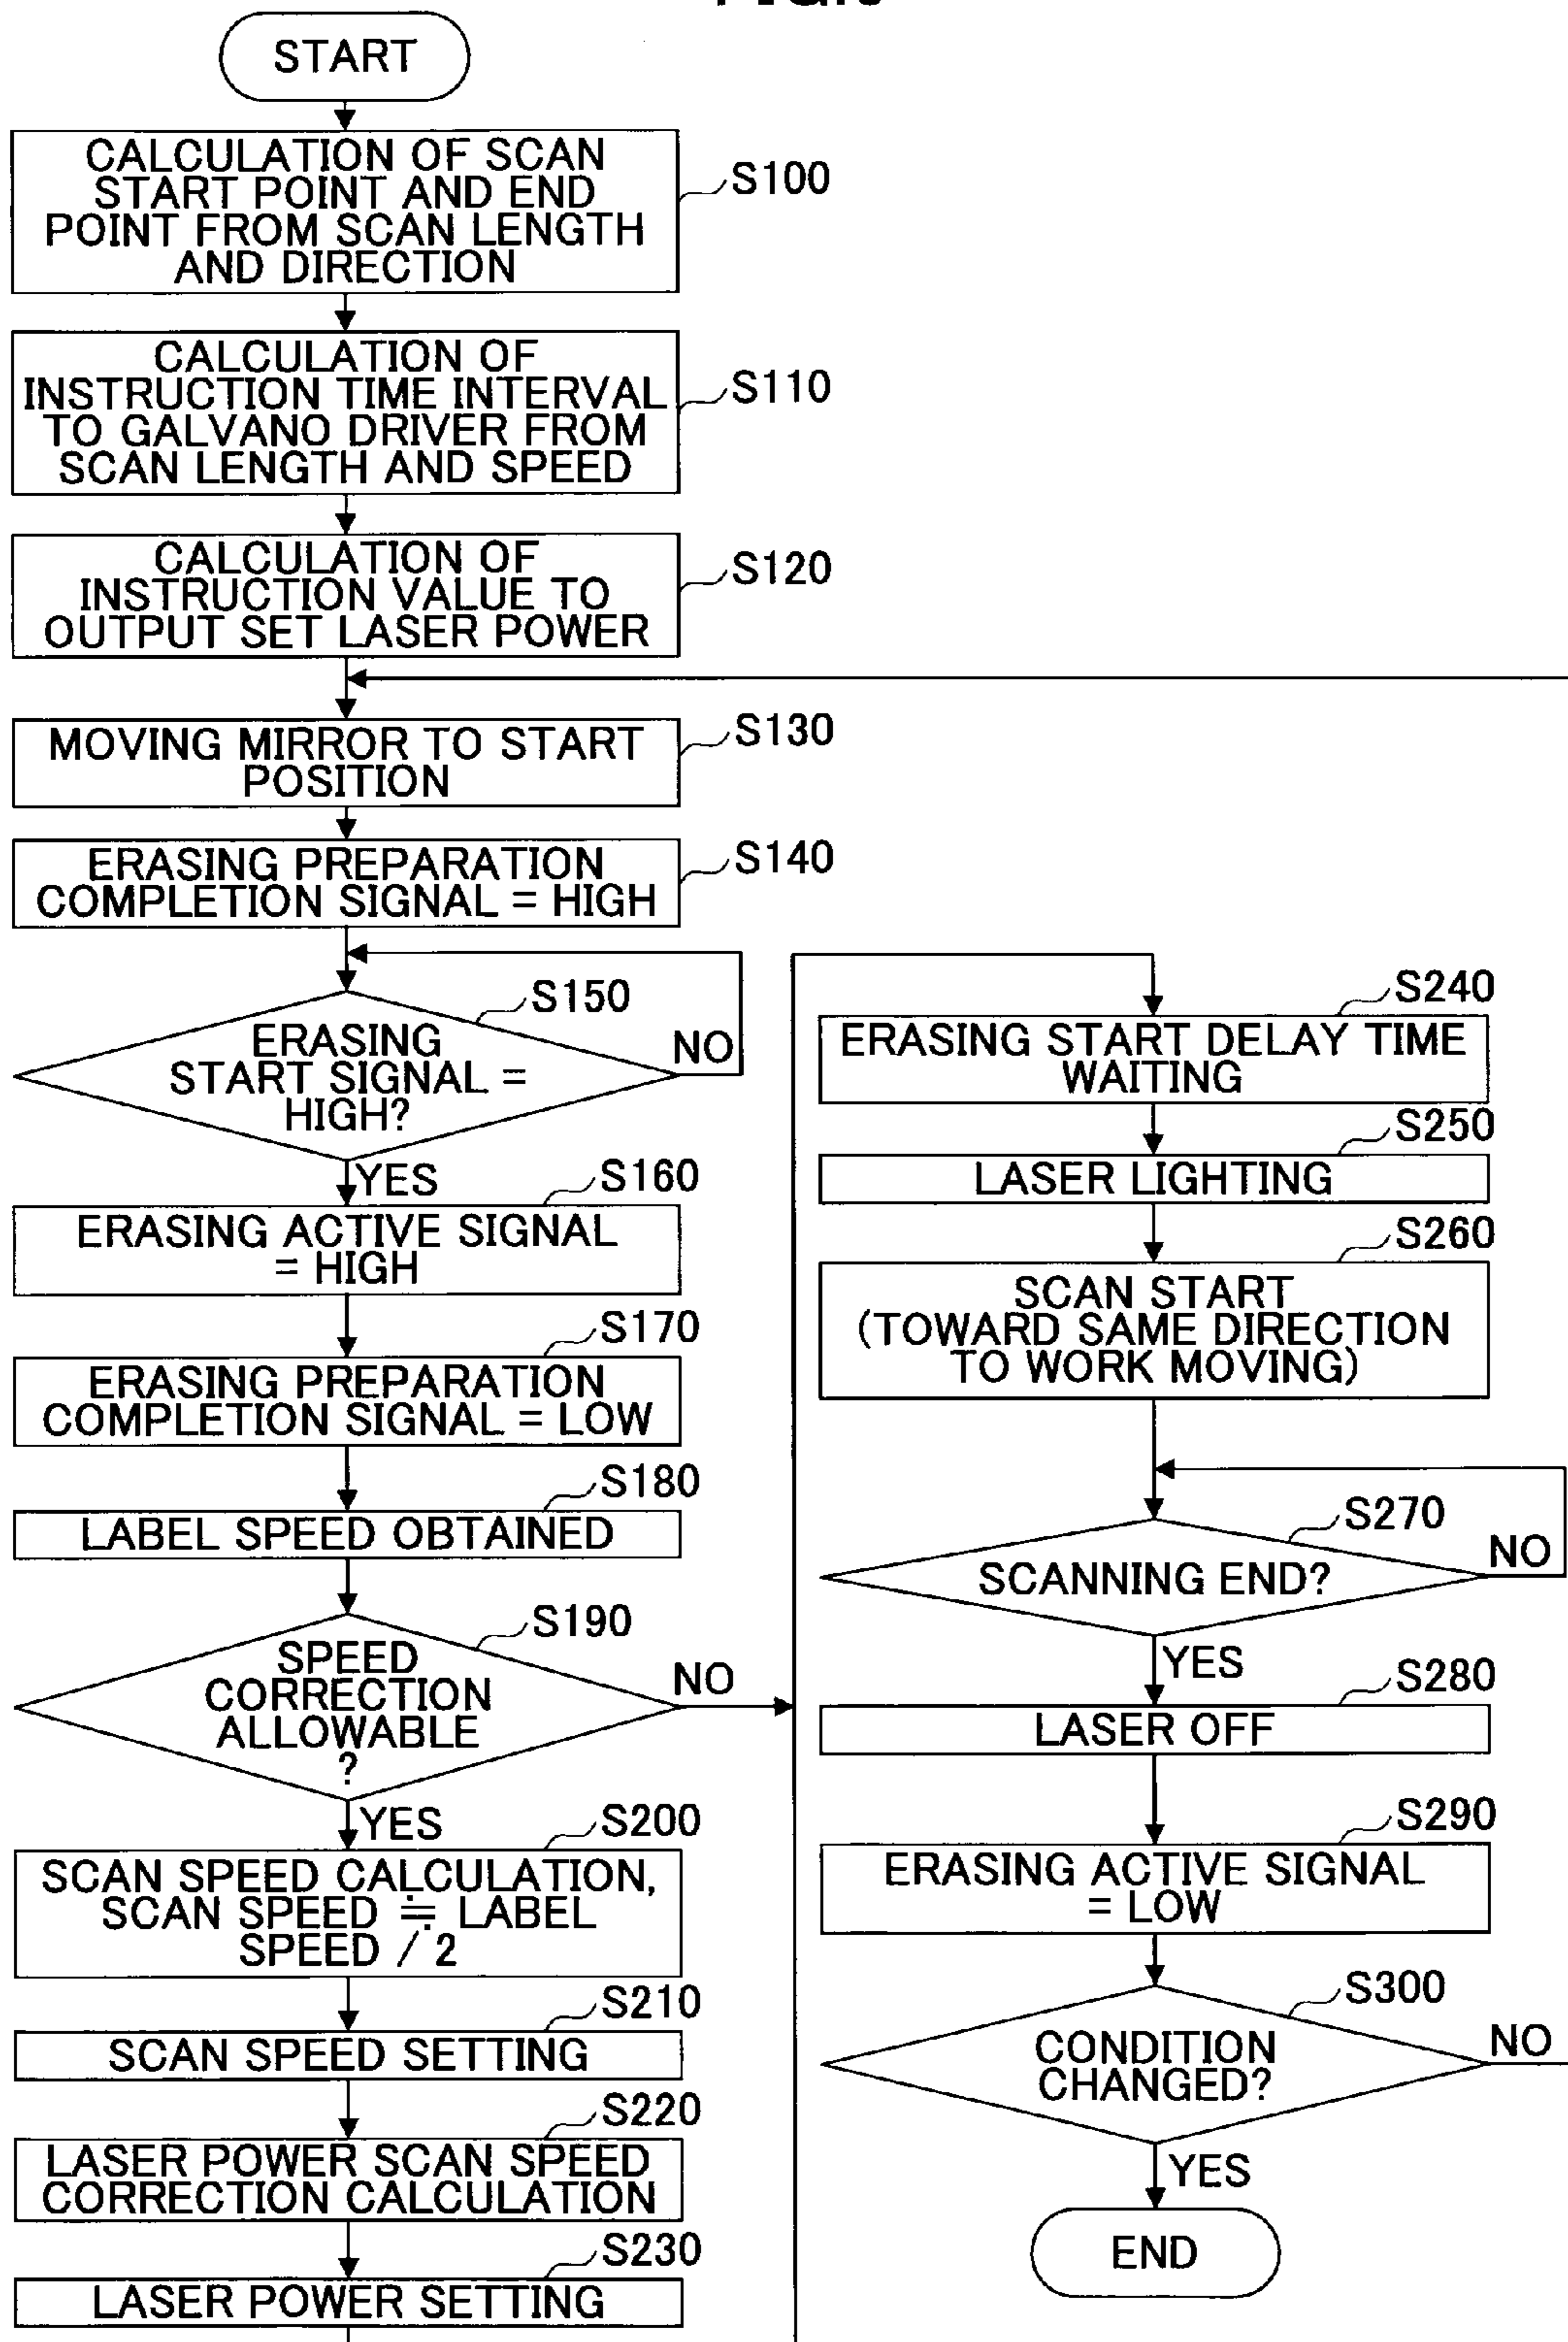 START
CALCULATION OF SCAN
START POINT AND END
POINT FROM SCAN LENGTH
AND DIRECTION
S100
CALCULATION OF
INSTRUCTION TIME INTERVAL
TO GALVANO DRIVER FROM
SCAN LENGTH AND SPEED
S110
CALCULATION OF
INSTRUCTION VALUE TO
OUTPUT SET LASER POWER
S120
MOVING MIRROR TO START
POSITION
S130
ERASING PREPARATION
COMPLETION SIGNAL = HIGH
S140
S150
ERASING
START SIGNAL =
HIGH?
NO
YES
S160
ERASING ACTIVE SIGNAL
= HIGH
S170
ERASING PREPARATION
COMPLETION SIGNAL = LOW
S180
LABEL SPEED OBTAINED
S190
SPEED
CORRECTION
ALLOWABLE
?
NO
YES
S200
SCAN SPEED CALCULATION,
SCAN SPEED ≒ LABEL
SPEED / 2
S210
SCAN SPEED SETTING
S220
LASER POWER SCAN SPEED
CORRECTION CALCULATION
S230
LASER POWER SETTING
S240
ERASING START DELAY TIME
WAITING
S250
LASER LIGHTING
S260
SCAN START
(TOWARD SAME DIRECTION
TO WORK MOVING)
S270
SCANNING END?
NO
YES
S280
LASER OFF
S290
ERASING ACTIVE SIGNAL
= LOW
S300
CONDITION
CHANGED?
NO
YES
END